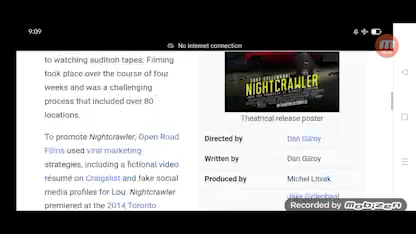 9:09
No internet connection
to watching audition tapes. Filming
took place over the course of four
weeks and was a challenging
process that included over 80
locations.
To promote Nightcrawler, Open Road
Films used viral marketing
strategies, including a fictional video
résumé on Craigslist and fake social
media profiles for Lou. Nightcrawler
premiered at the 2014 Toronto
JAKE GYLLENHAAL
NIGHTCRAWLER
Theatrical release poster
Directed by Dan Gilroy
Written by Dan Gilroy
Produced by Michel Litvak
Jake Gyllenhaal
Recorded by Mobizen